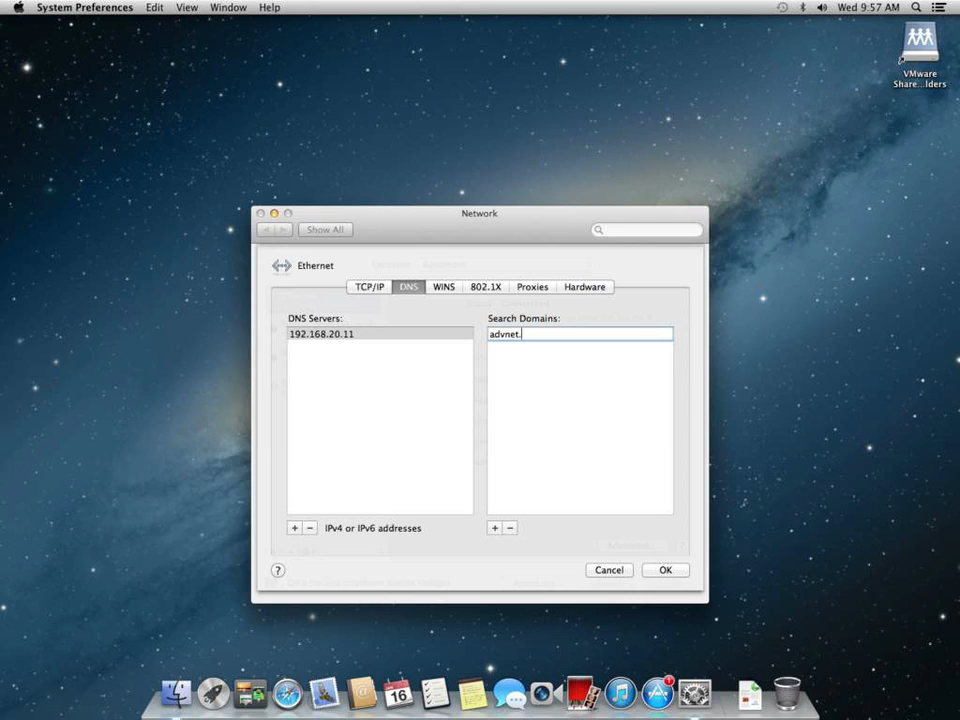 System Preferences Edit View Window Help
Wed 9:57 AM
VMware
Share...lders
Network
Show All
Ethernet
TCP/IP DNS WINS 802.1X Proxies Hardware
DNS Servers:
Search Domains:
192.168.20.11
advnet.
+ − IPv4 or IPv6 addresses
+ −
? Cancel OK
16
1